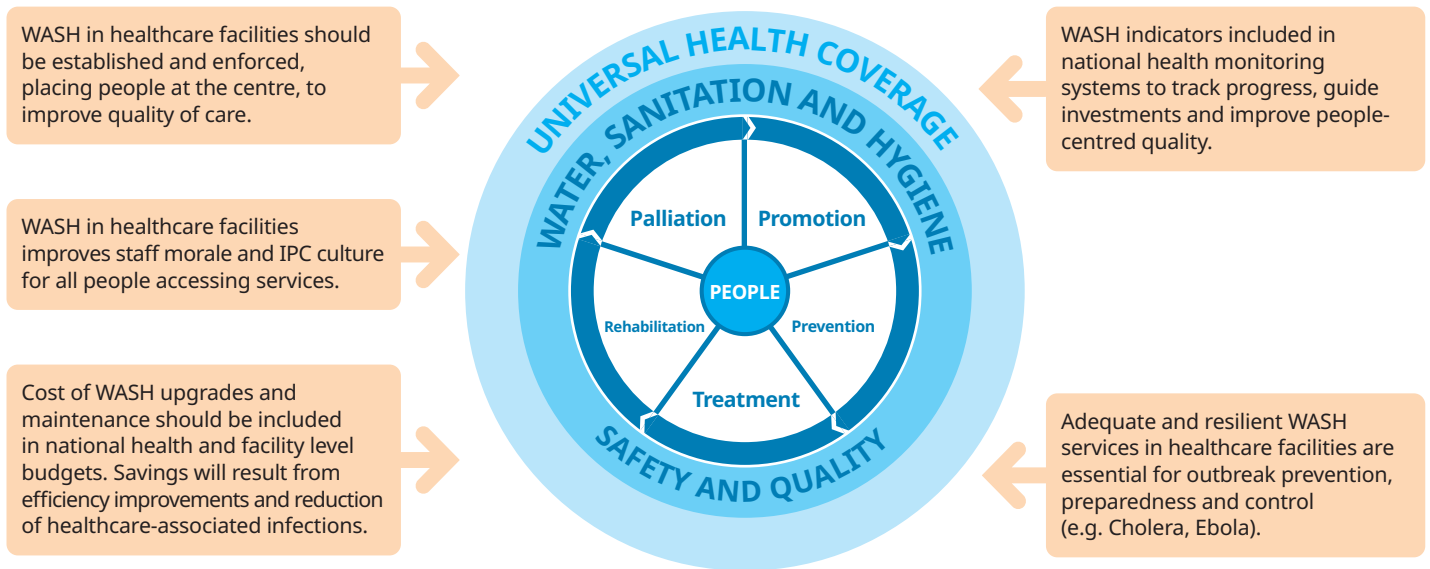 WASH in healthcare facilities should
be established and enforced,
placing people at the centre, to
improve quality of care.
WASH in healthcare facilities
improves staff morale and IPC culture
for all people accessing services.
Cost of WASH upgrades and
maintenance should be included
in national health and facility level
budgets. Savings will result from
efficiency improvements and reduction
of healthcare-associated infections.
UNIVERSAL HEALTH COVERAGE
WATER, SANITATION AND HYGIENE
Palliation
Promotion
PEOPLE
Rehabilitation
Prevention
Treatment
SAFETY AND QUALITY
WASH indicators included in
national health monitoring
systems to track progress, guide
investments and improve people-
centred quality.
Adequate and resilient WASH
services in healthcare facilities are
essential for outbreak prevention,
preparedness and control
(e.g. Cholera, Ebola).